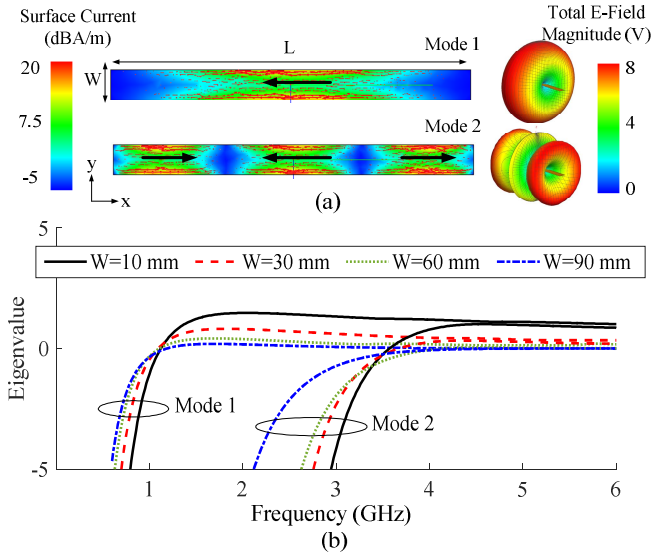 Surface Current
(dBA/m)
20
7.5
-5
L
W
Mode 1
Mode 2
Total E-Field
Magnitude (V)
8
4
0
y
x
(a)
5
0
-5
Eigenvalue
W=10 mm W=30 mm W=60 mm W=90 mm
Mode 1
Mode 2
1 2 3 4 5 6
Frequency (GHz)
(b)